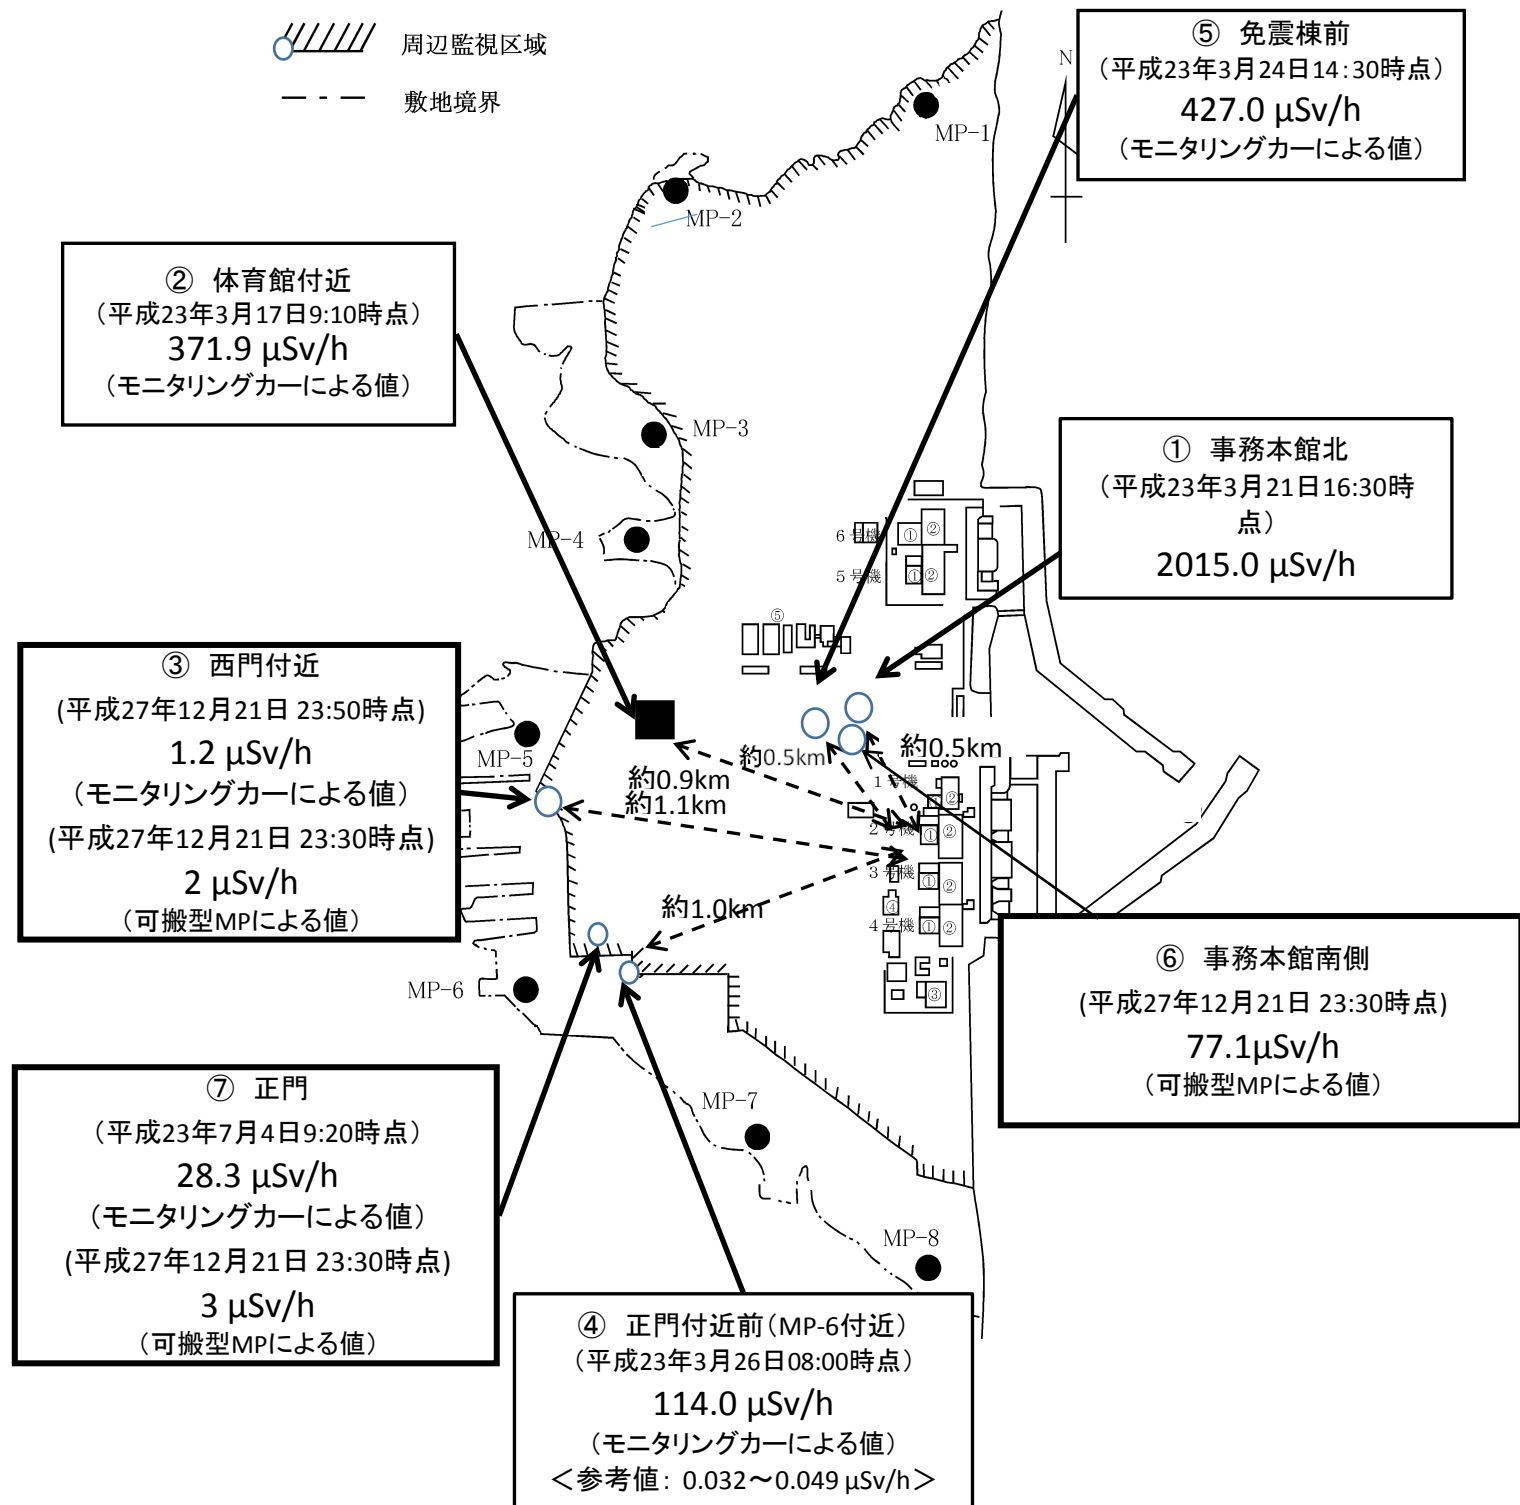 周辺監視区域
敷地境界
N
⑤ 免震棟前
（平成23年3月24日14：30時点）
427.0 μSv/h
（モニタリングカーによる値）
MP-1
MP-2
② 体育館付近
（平成23年3月17日9:10時点）
371.9 μSv/h
（モニタリングカーによる値）
MP-3
MP-4
① 事務本館北
（平成23年3月21日16:30時
点）
2015.0 μSv/h
6号機
①
②
5号機
①
②
⑤
③ 西門付近
(平成27年12月21日 23:50時点)
1.2 μSv/h
（モニタリングカーによる値）
(平成27年12月21日 23:30時点)
2 μSv/h
（可搬型MPによる値）
MP-5
約0.5km
約0.5km
約0.9km
約1.1km
1号機
①
②
2号機
①
②
3号機
①
②
約1.0km
④
4号機
①
②
③
MP-6
⑥ 事務本館南側
(平成27年12月21日 23:30時点)
77.1μSv/h
（可搬型MPによる値）
⑦ 正門
（平成23年7月4日9:20時点）
28.3 μSv/h
（モニタリングカーによる値）
(平成27年12月21日 23:30時点)
3 μSv/h
（可搬型MPによる値）
MP-7
MP-8
④ 正門付近前（MP-6付近）
（平成23年3月26日08:00時点）
114.0 μSv/h
（モニタリングカーによる値）
＜参考値： 0.032～0.049 μSv/h＞